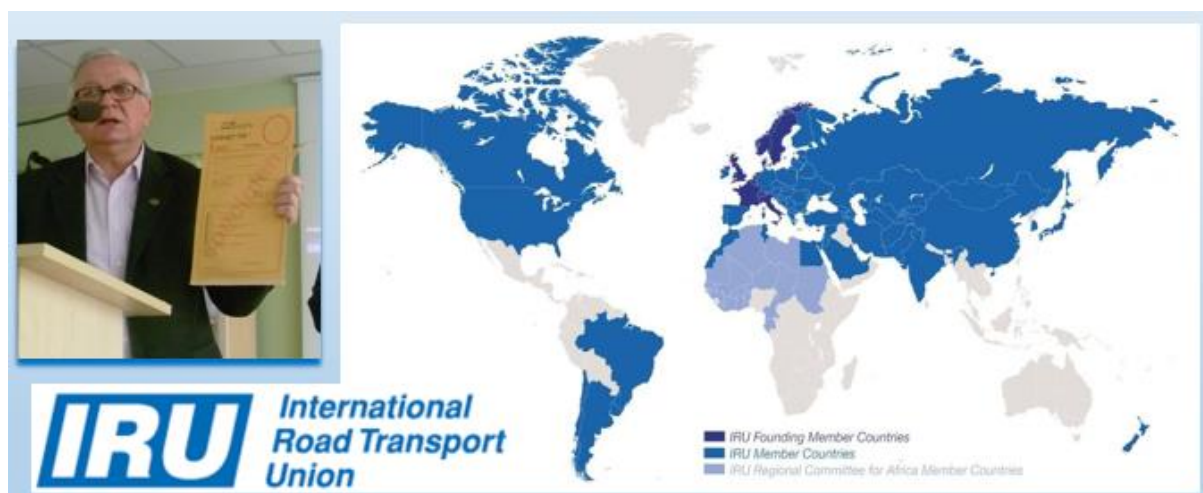 IRU
International
Road Transport
Union
IRU Founding Member Countries
IRU Member Countries
IRU Regional Committee for Africa Member Countries